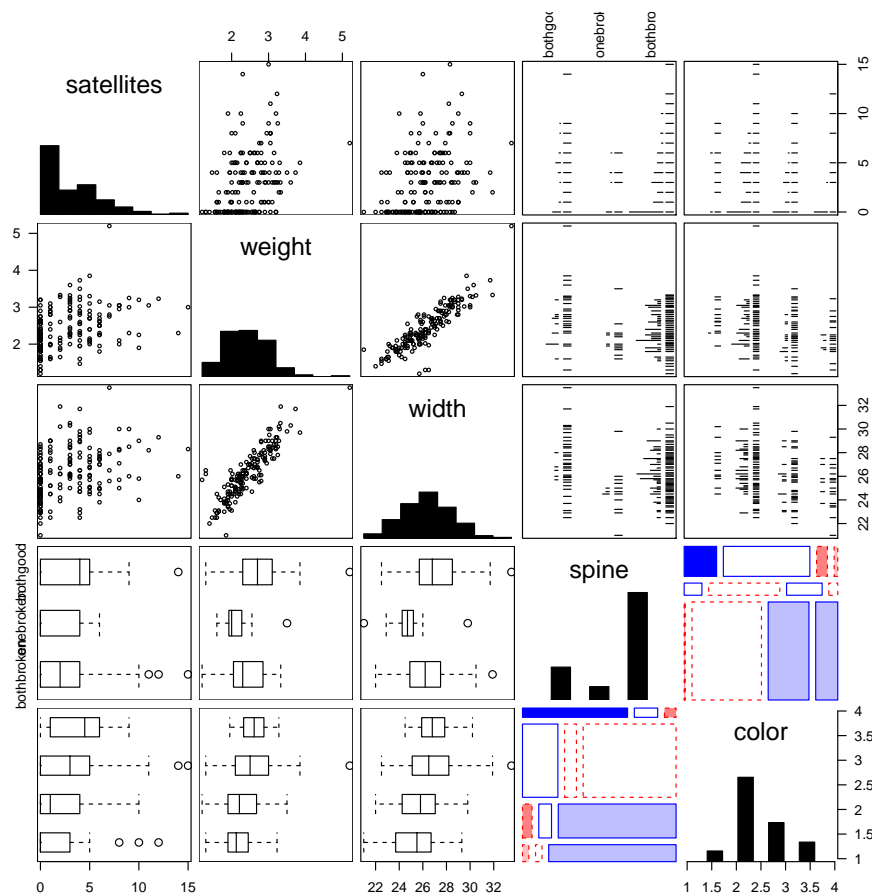 2 3 4 5
bothgoo onebrok bothbro
satellites
0 5 10 15
weight
2 3 4 5
width
22 24 26 28 30 32
bothbroken onebroken bothgood
spine
color
1 1.5 2 2.5 3 3.5 4
0 5 10 15
22 24 26 28 30 32
1 1.5 2 2.5 3 3.5 4